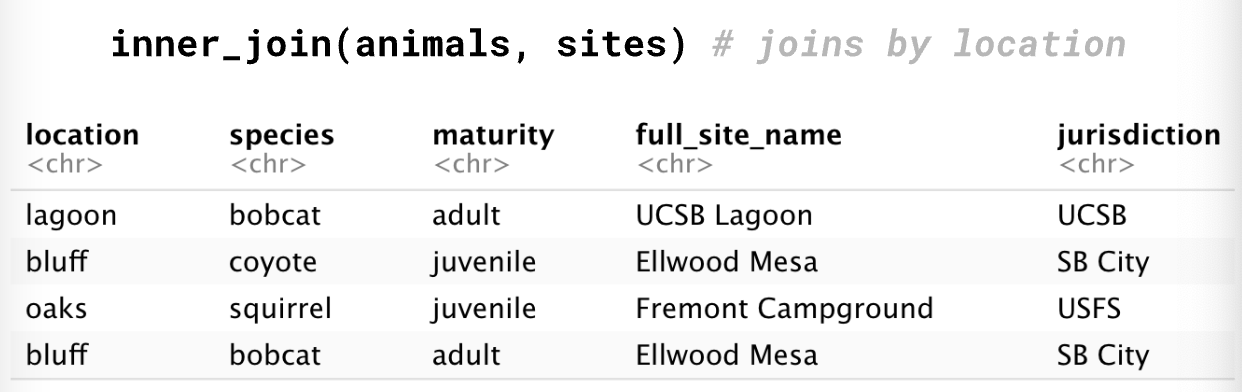 inner_join(animals, sites) # joins by location
location species maturity full_site_name jurisdiction
<chr> <chr> <chr> <chr> <chr>
lagoon bobcat adult UCSB Lagoon UCSB
bluff coyote juvenile Ellwood Mesa SB City
oaks squirrel juvenile Fremont Campground USFS
bluff bobcat adult Ellwood Mesa SB City